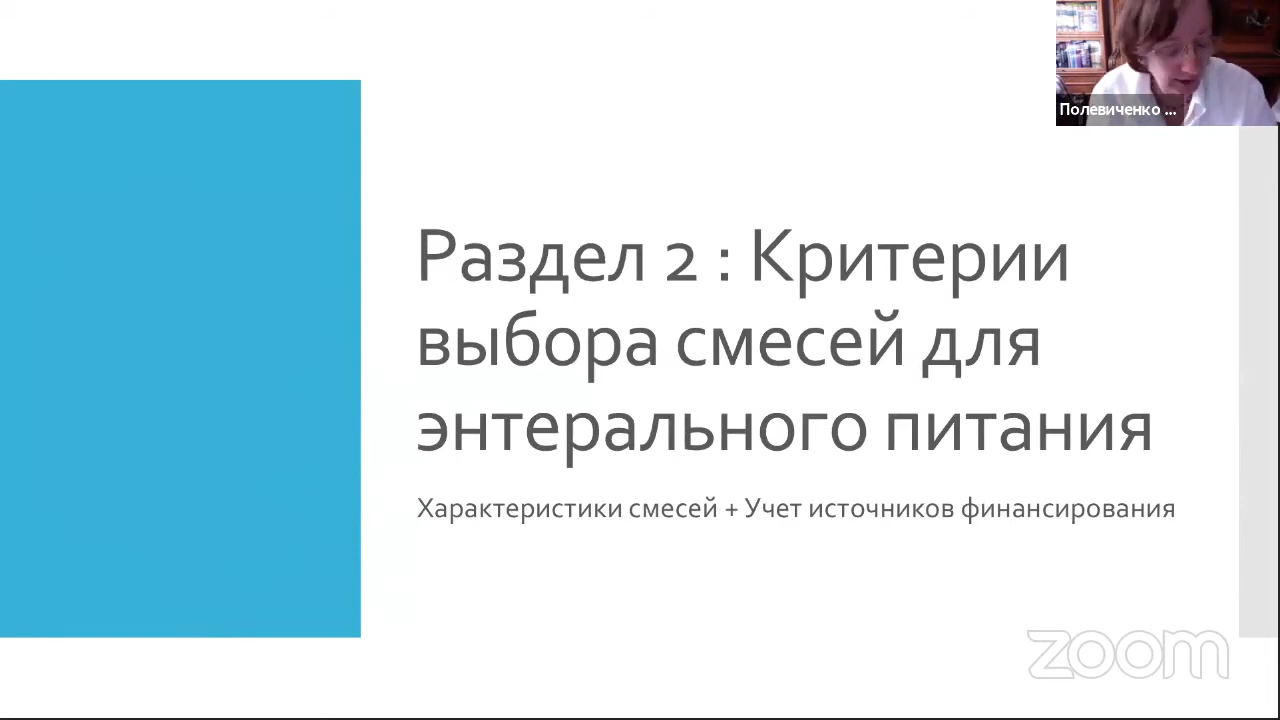 Полевиченко ...
Раздел 2 : Критерии
выбора смесей для
энтерального питания
Характеристики смесей + Учет источников финансирования
zoom